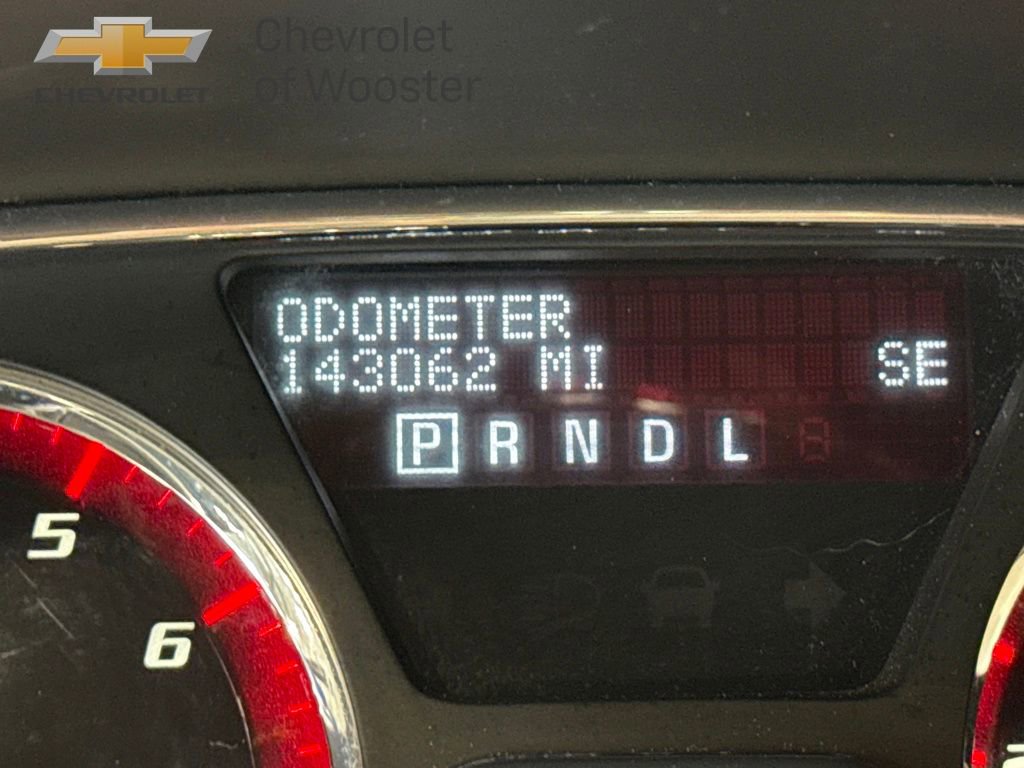 CHEVROLET
Chevrolet
of Wooster
ODOMETER
143062 MI
SE
P R N D L
5
6